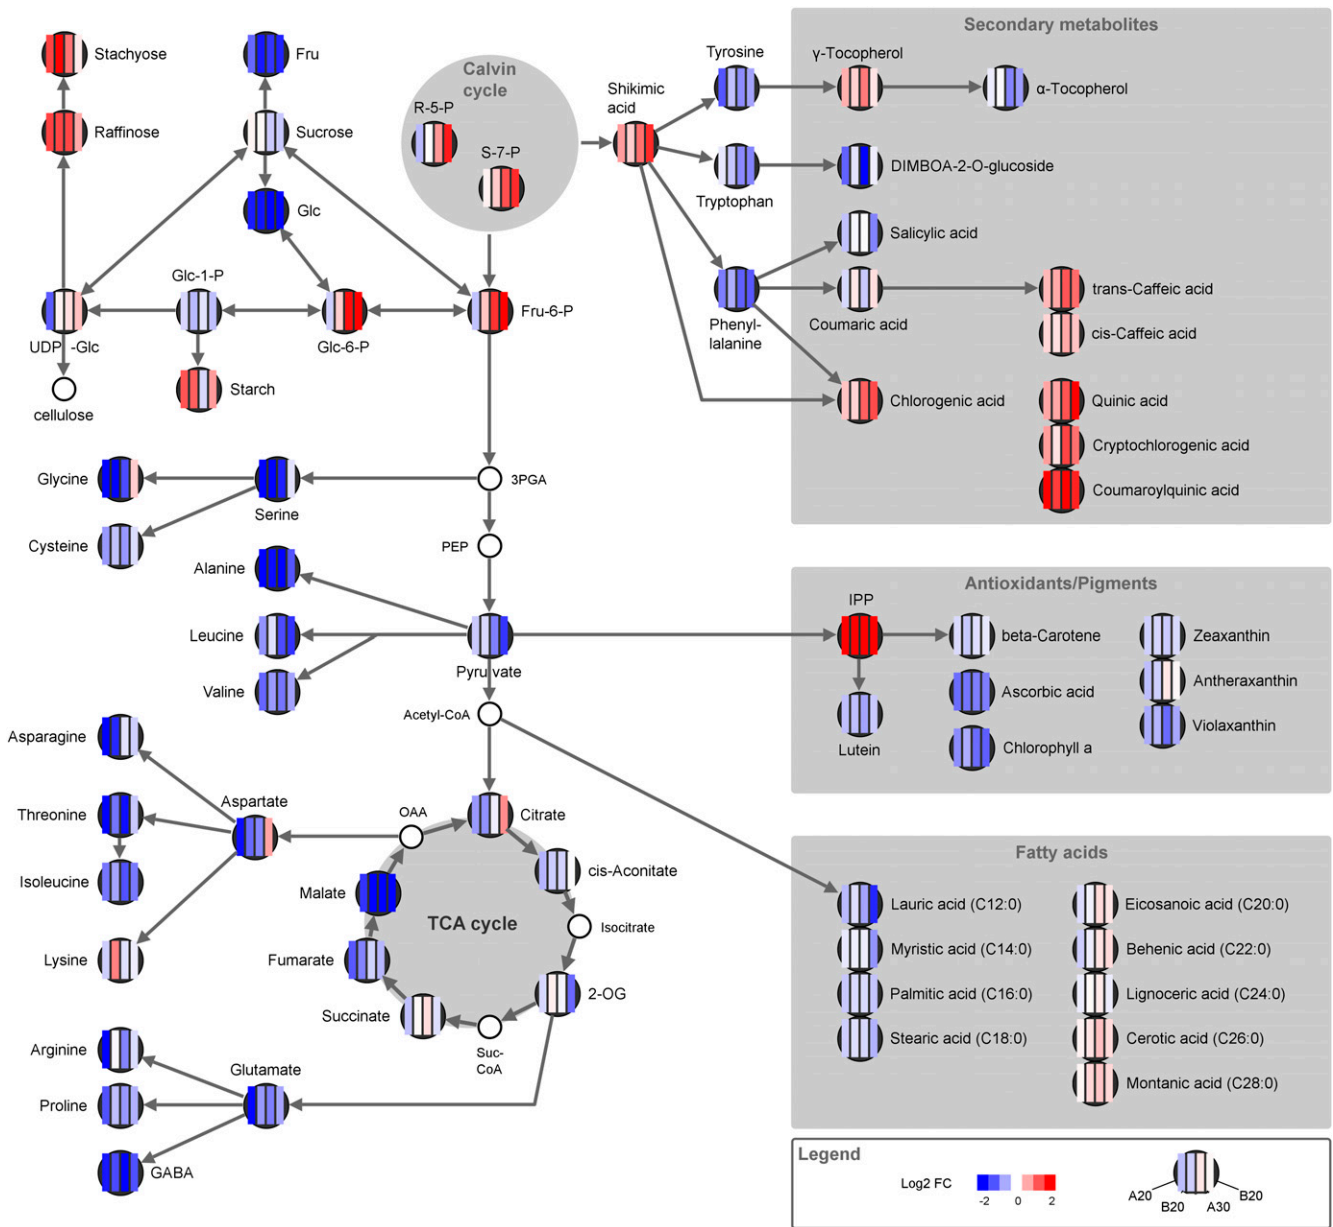 Secondary metabolites
Stachyose
Fru
Calvin
cycle
Tyrosine
γ-Tocopherol
α-Tocopherol
Raffinose
Sucrose
R-5-P
S-7-P
Shikimic
acid
Tryptophan
DIMBOA-2-O-glucoside
Glc
Salicylic acid
Glc-1-P
UDP -Glc
Glc-6-P
Fru-6-P
Phenyl-
lalanine
Coumaric acid
trans-Caffeic acid
cis-Caffeic acid
cellulose
Starch
Chlorogenic acid
Quinic acid
Cryptochlorogenic acid
Coumaroylquinic acid
Glycine
Serine
3PGA
Cysteine
PEP
Alanine
Leucine
Valine
Pyruvate
Acetyl-CoA
Antioxidants/Pigments
IPP
beta-Carotene
Zeaxanthin
Ascorbic acid
Antheraxanthin
Lutein
Chlorophyll a
Violaxanthin
Asparagine
Threonine
Aspartate
Isoleucine
Lysine
OAA
Citrate
cis-Aconitate
Malate
TCA cycle
Isocitrate
Fumarate
2-OG
Succinate
Suc-
CoA
Fatty acids
Lauric acid (C12:0)
Eicosanoic acid (C20:0)
Myristic acid (C14:0)
Behenic acid (C22:0)
Palmitic acid (C16:0)
Lignoceric acid (C24:0)
Stearic acid (C18:0)
Cerotic acid (C26:0)
Montanic acid (C28:0)
Arginine
Glutamate
Proline
GABA
Legend
Log2 FC
-2 0 2
A20 B20 A30 B20